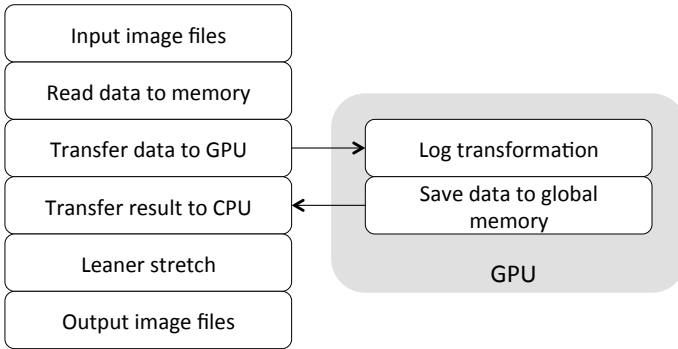 Input image files
Read data to memory
Transfer data to GPU
Transfer result to CPU
Leaner stretch
Output image files
Log transformation
Save data to global
memory
GPU